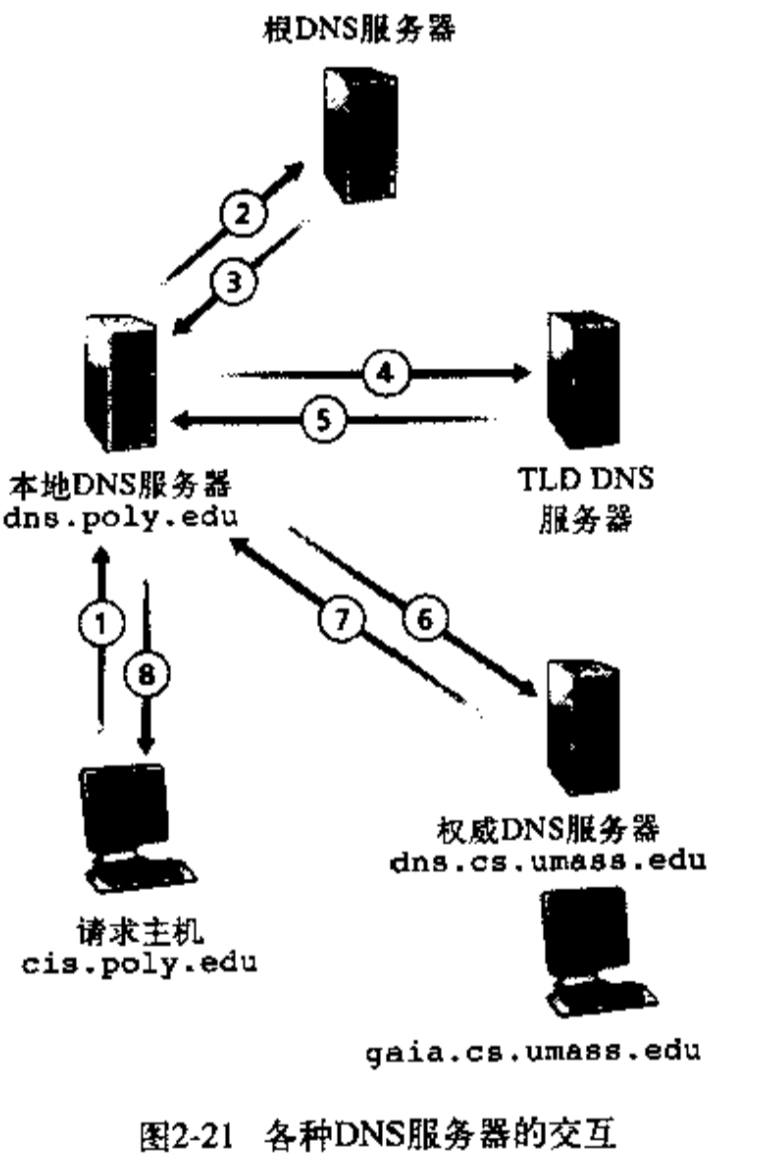 根DNS服务器
2
3
4
5
本地DNS服务器
dns.poly.edu
TLD DNS
服务器
1
8
7
6
权威DNS服务器
dns.cs.umass.edu
请求主机
cis.poly.edu
gaia.cs.umass.edu
图2-21 各种DNS服务器的交互